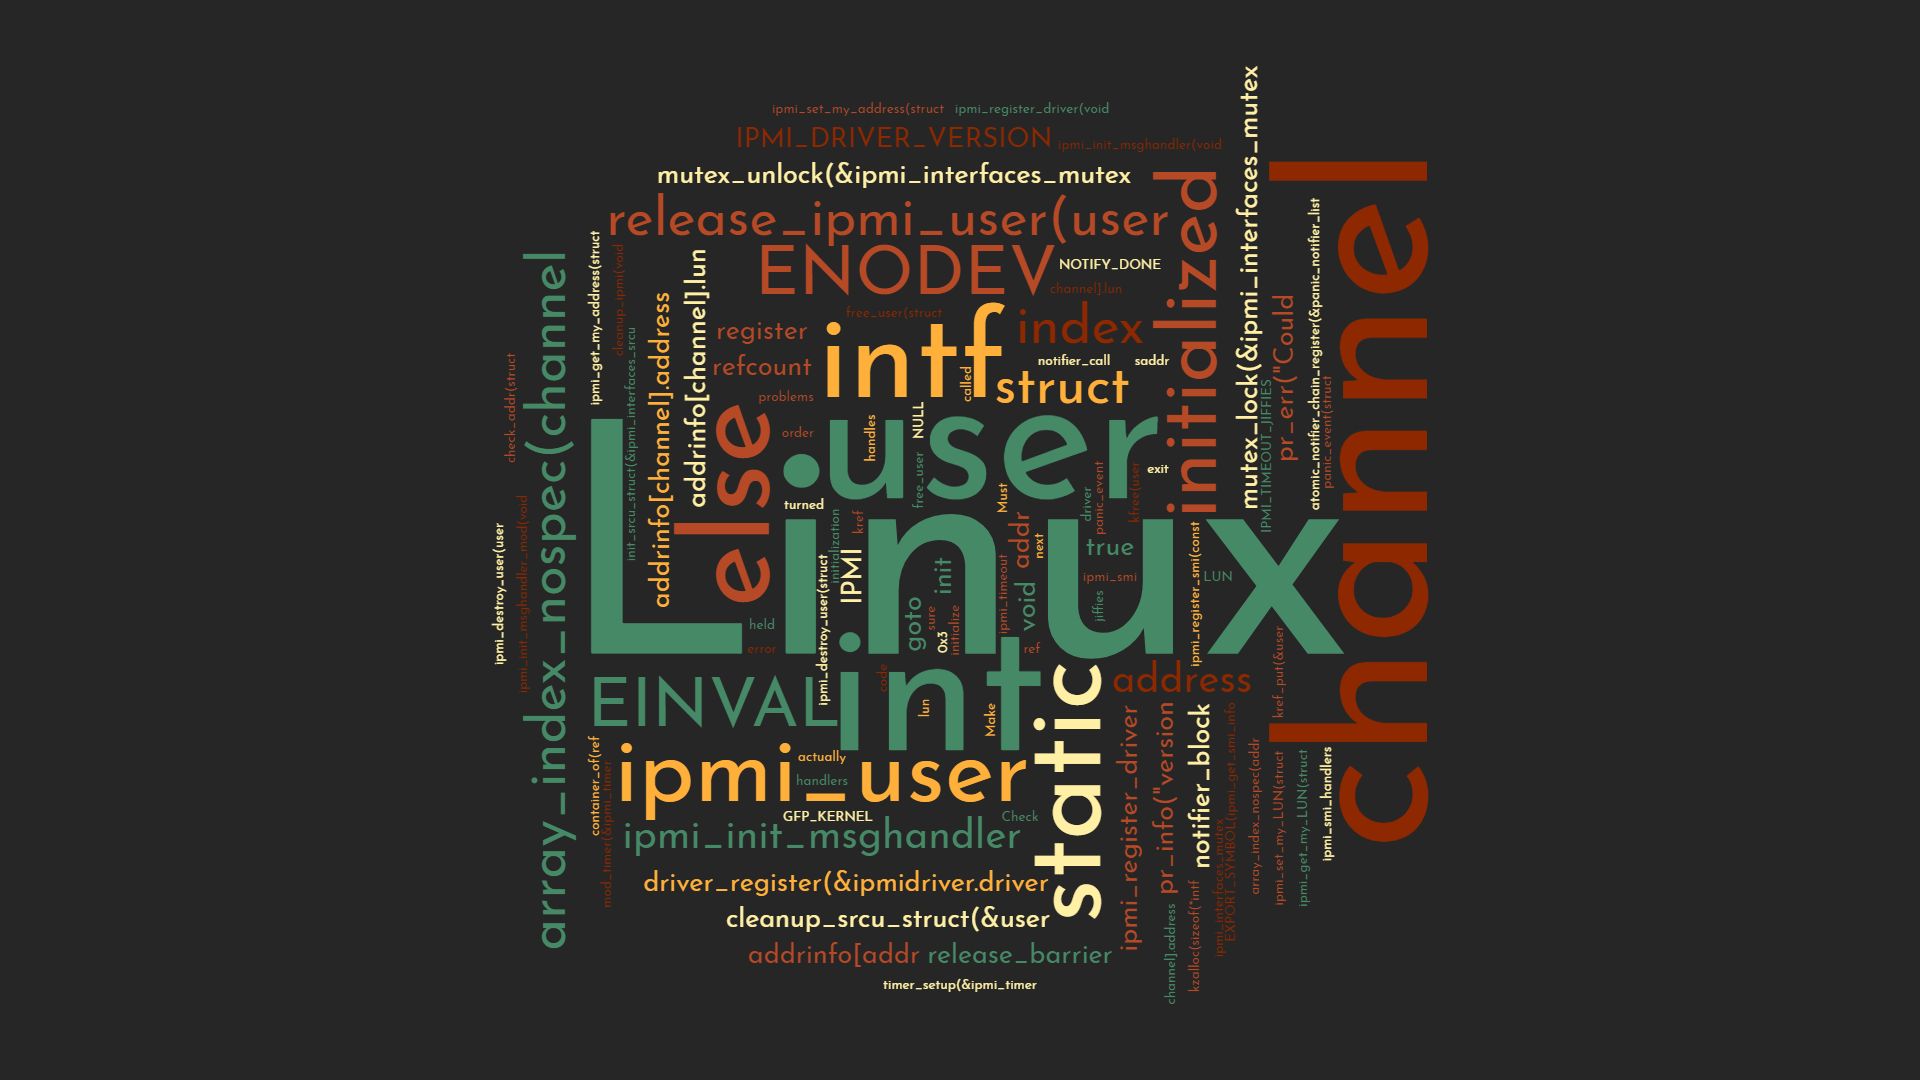 ipmi_set_my_address(struct
ipmi_register_driver(void
IPMI_DRIVER_VERSION
ipmi_init_msghandler(void
mutex_unlock(&ipmi_interfaces_mutex
release_ipmi_user(user
ENODEV
NOTIFY_DONE
channel].lun
free_user(struct
register
intf
index
refcount
notifier_call
saddr
called
struct
problems
order
else
.user
handles
NULL
free_user
exit
turned
Must
driver
panic_event
kfree(user
initialized
mutex_lock(&ipmi_interfaces_mutex
IPMI_TIMEOUT_JIFFIES
pr_err("Could
atomic_notifier_chain_register(&panic_notifier_list
panic_event(struct
channel
check_addr(struct
array_index_nospec(channel
ipmi_get_my_address(struct
cleanup_ipmi(void
init_srcu_struct(&ipmi_interfaces_srcu
addrinfo[channel].address
addrinfo[channel].lun
ipmi_destroy_user(user
ipmi_init_msghandler_mod(void
Linux
kref
initialization
ipmi_destroy_user(struct
IPMI
addr
next
true
ipmi_smi
jiffies
ipmi_register_smi(const
LUN
init
goto
sure
0x3
initialize
ipmi_timeout
void
ref
held
error
EINVAL
int
code
lun
Make
static
address
kref_put(&user
container_of(ref
mod_timer(&ipmi_timer
ipmi_user
actually
handlers
GFP_KERNEL
Check
ipmi_init_msghandler
driver_register(&ipmidriver.driver
cleanup_srcu_struct(&user
addrinfo[addr
release_barrier
timer_setup(&ipmi_timer
ipmi_register_driver
pr_info("version
notifier_block
channel].address
kzalloc(sizeof(*intf
ipmi_interfaces_mutex
EXPORT_SYMBOL(ipmi_get_smi_info
array_index_nospec(addr
ipmi_set_my_LUN(struct
ipmi_get_my_LUN(struct
ipmi_smi_handlers